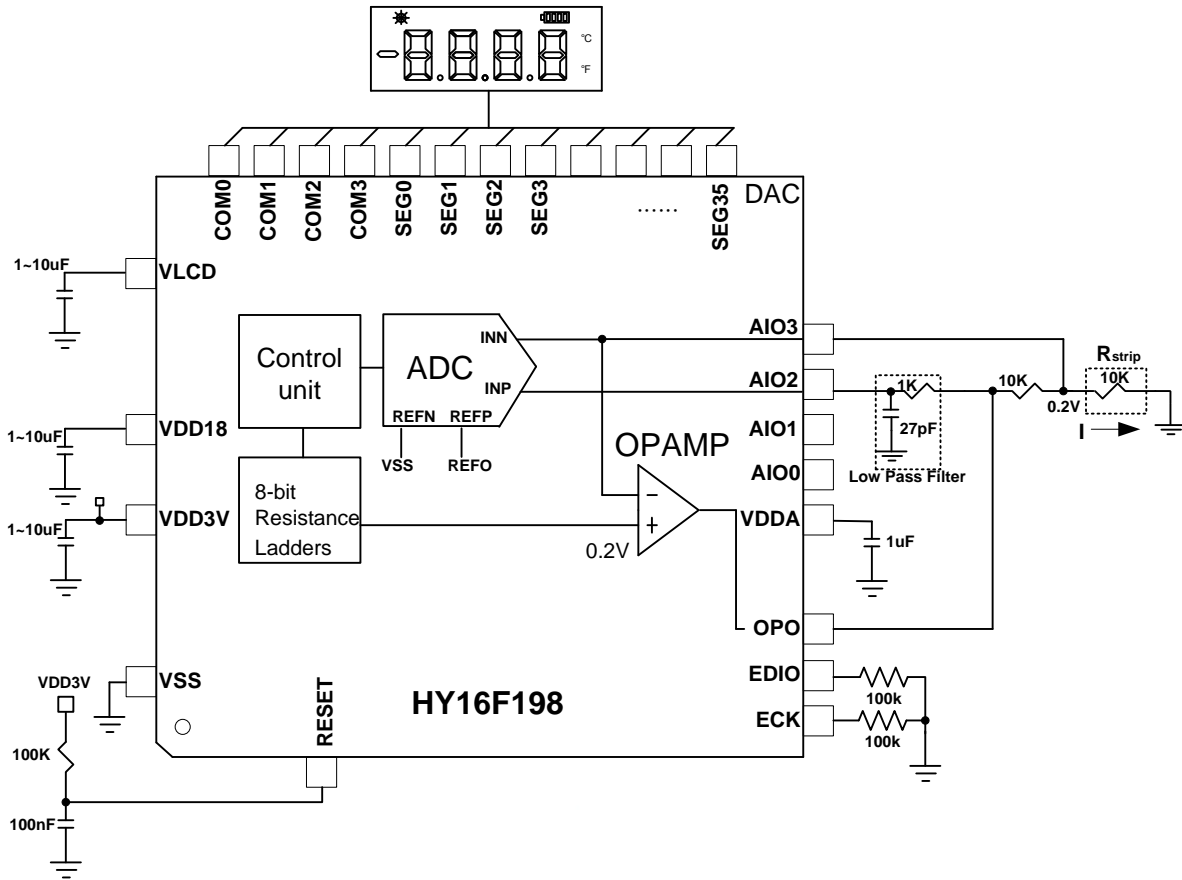 °C
°F
COM0
COM1
COM2
COM3
SEG0
SEG1
SEG2
SEG3
......
SEG35
DAC
1~10uF
VLCD
AIO3
Control
unit
ADC
INN
INP
REFN
REFP
VSS
REFO
AIO2
1K
27pF
Low Pass Filter
10K
0.2V
Rstrip
10K
I
1~10uF
VDD18
OPAMP
AIO1
AIO0
8-bit
Resistance
Ladders
−
+
0.2V
1~10uF
VDD3V
VDDA
1uF
OPO
VDD3V
VSS
EDIO
100k
HY16F198
RESET
ECK
100k
100K
100nF